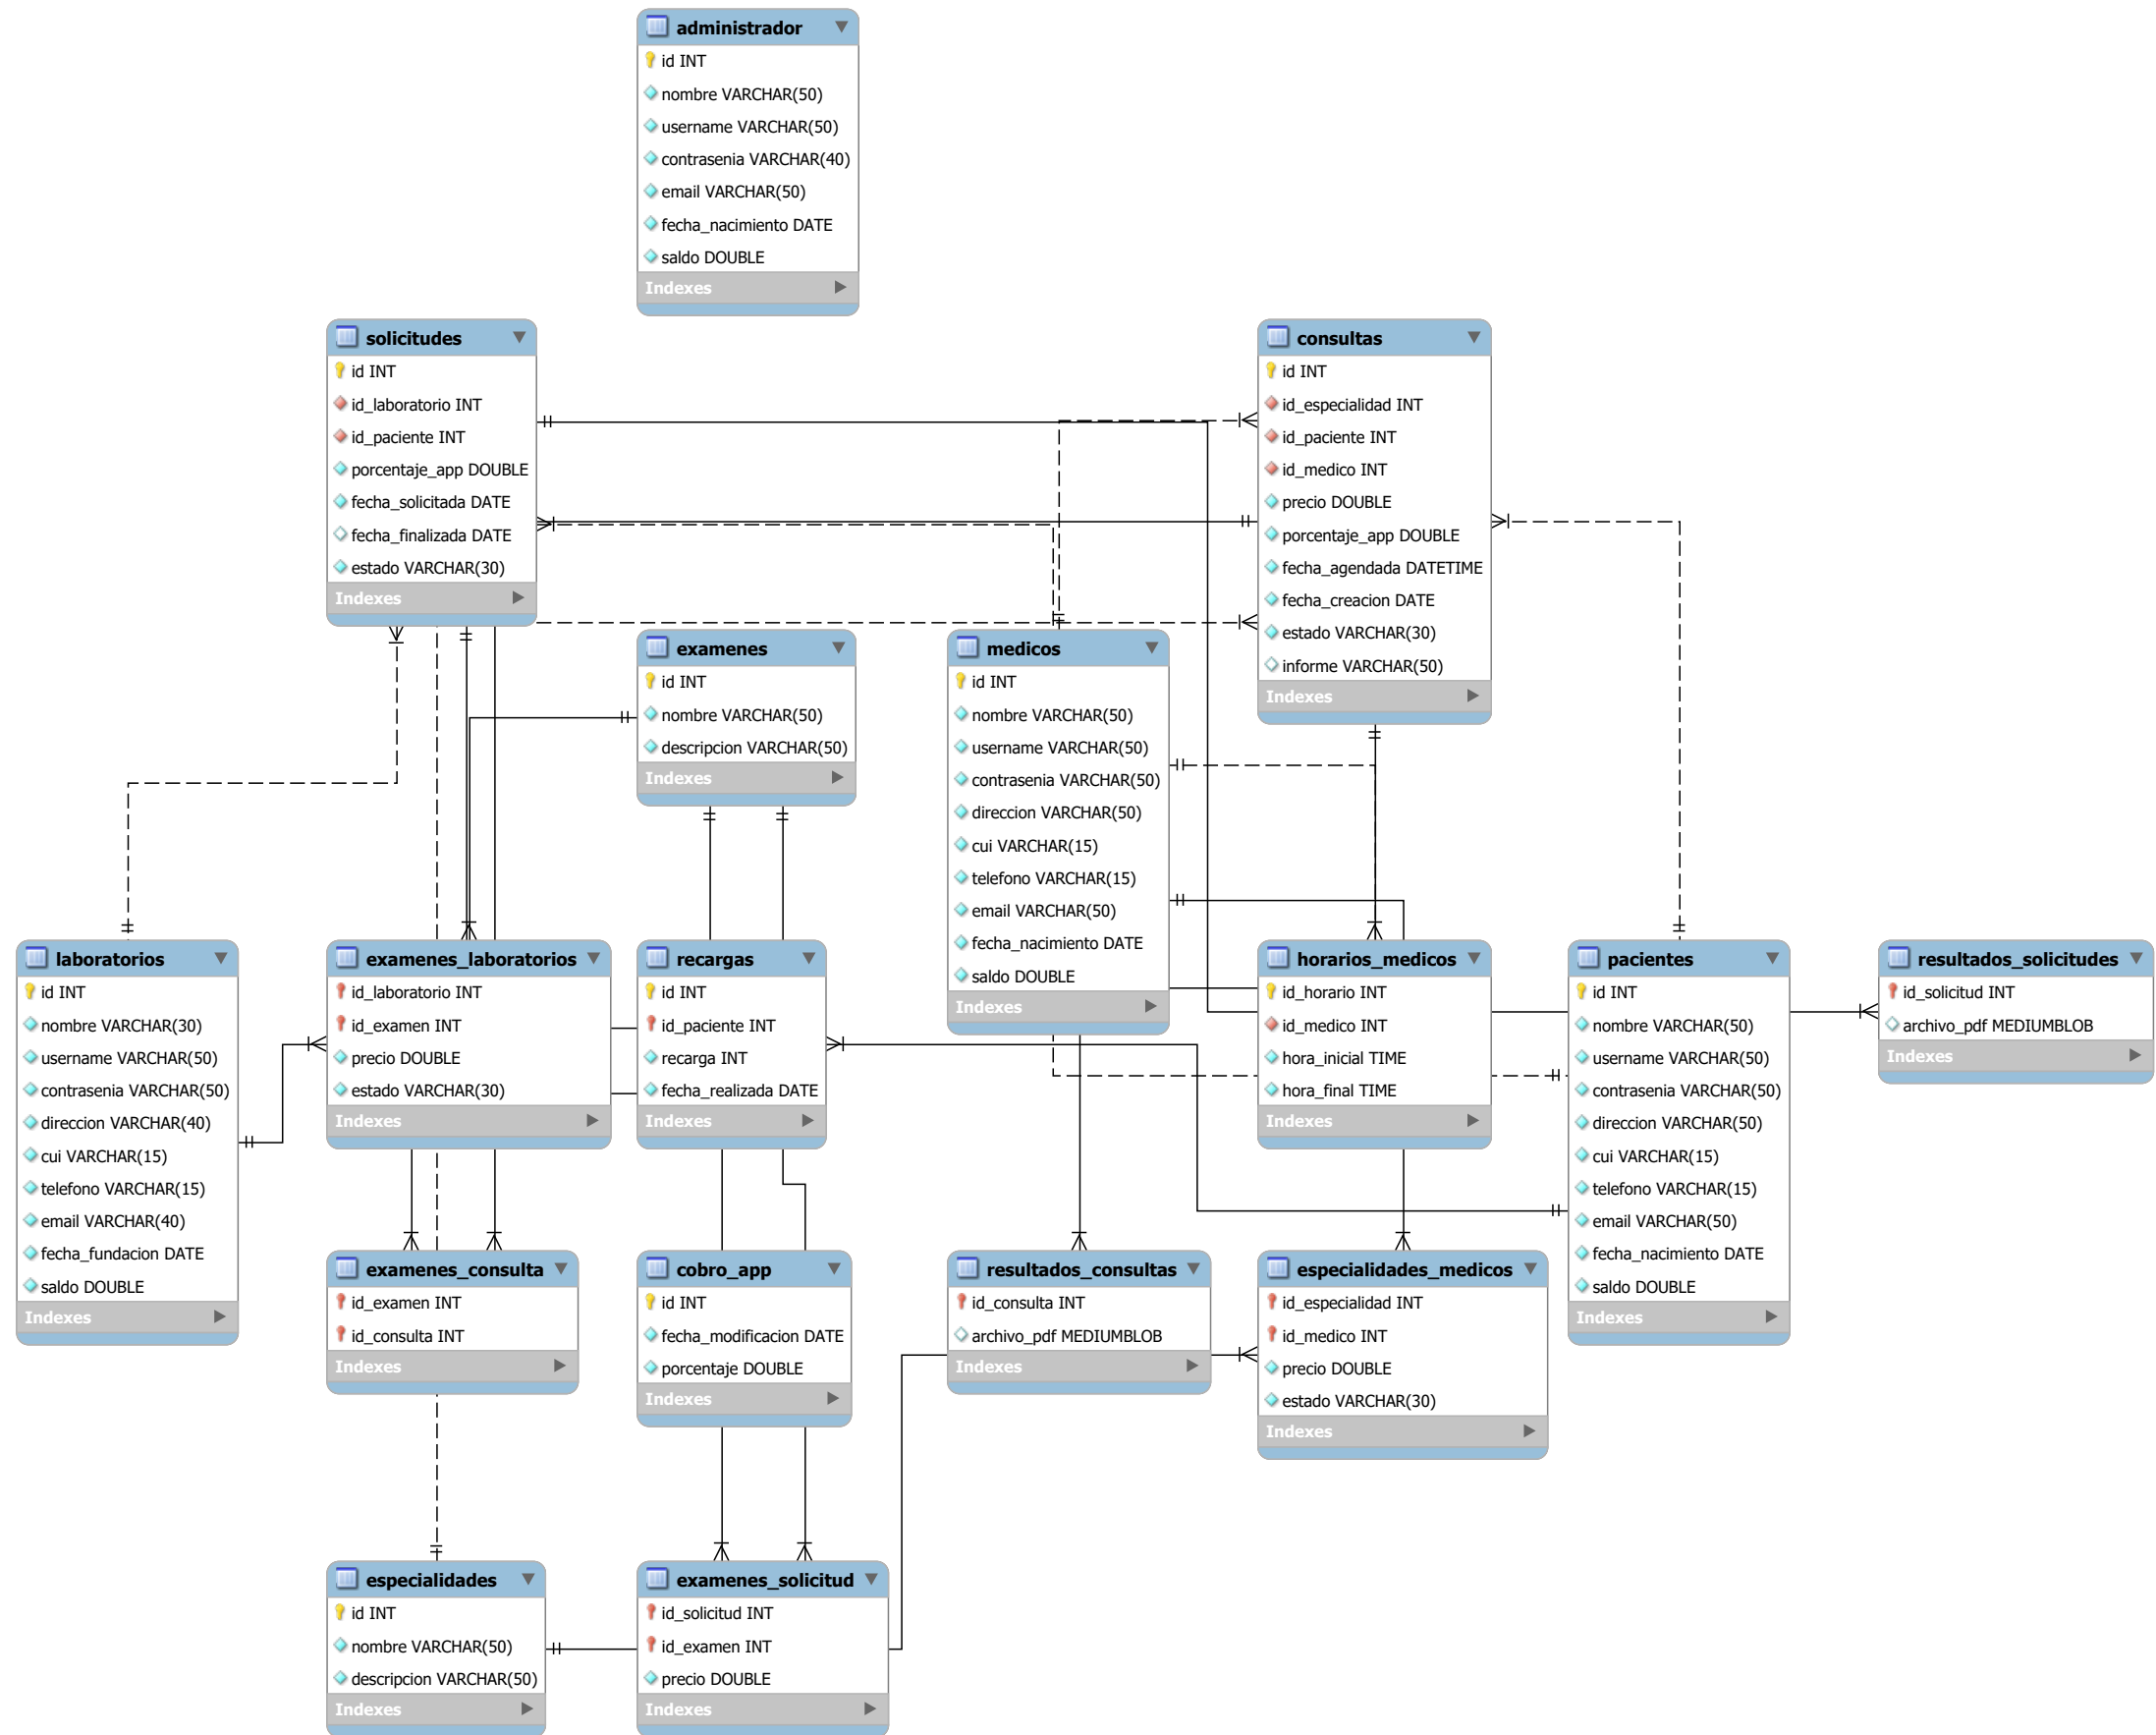 administrador
id INT
nombre VARCHAR(50)
username VARCHAR(50)
contrasenia VARCHAR(40)
email VARCHAR(50)
fecha_nacimiento DATE
saldo DOUBLE
Indexes
solicitudes
id INT
id_laboratorio INT
id_paciente INT
porcentaje_app DOUBLE
fecha_solicitada DATE
fecha_finalizada DATE
estado VARCHAR(30)
Indexes
consultas
id INT
id_especialidad INT
id_paciente INT
id_medico INT
precio DOUBLE
porcentaje_app DOUBLE
fecha_agendada DATETIME
fecha_creacion DATE
estado VARCHAR(30)
informe VARCHAR(50)
Indexes
examenes
id INT
nombre VARCHAR(50)
descripcion VARCHAR(50)
Indexes
medicos
id INT
nombre VARCHAR(50)
username VARCHAR(50)
contrasenia VARCHAR(50)
direccion VARCHAR(50)
cui VARCHAR(15)
telefono VARCHAR(15)
email VARCHAR(50)
fecha_nacimiento DATE
saldo DOUBLE
Indexes
laboratorios
id INT
nombre VARCHAR(30)
username VARCHAR(50)
contrasenia VARCHAR(50)
direccion VARCHAR(40)
cui VARCHAR(15)
telefono VARCHAR(15)
email VARCHAR(40)
fecha_fundacion DATE
saldo DOUBLE
Indexes
examenes_laboratorios
id_laboratorio INT
id_examen INT
precio DOUBLE
estado VARCHAR(30)
Indexes
recargas
id INT
id_paciente INT
recarga INT
fecha_realizada DATE
Indexes
horarios_medicos
id_horario INT
id_medico INT
hora_inicial TIME
hora_final TIME
Indexes
pacientes
id INT
nombre VARCHAR(50)
username VARCHAR(50)
contrasenia VARCHAR(50)
direccion VARCHAR(50)
cui VARCHAR(15)
telefono VARCHAR(15)
email VARCHAR(50)
fecha_nacimiento DATE
saldo DOUBLE
Indexes
resultados_solicitudes
id_solicitud INT
archivo_pdf MEDIUMBLOB
Indexes
examenes_consulta
id_examen INT
id_consulta INT
Indexes
cobro_app
id INT
fecha_modificacion DATE
porcentaje DOUBLE
Indexes
resultados_consultas
id_consulta INT
archivo_pdf MEDIUMBLOB
Indexes
especialidades_medicos
id_especialidad INT
id_medico INT
precio DOUBLE
estado VARCHAR(30)
Indexes
especialidades
id INT
nombre VARCHAR(50)
descripcion VARCHAR(50)
Indexes
examenes_solicitud
id_solicitud INT
id_examen INT
precio DOUBLE
Indexes